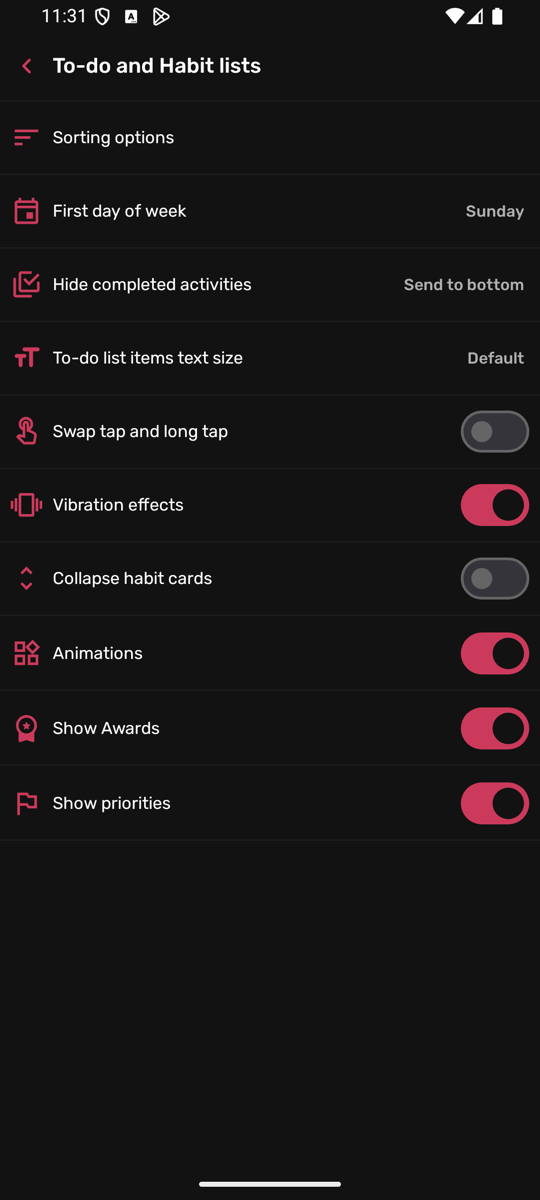 11:31
To-do and Habit lists
Sorting options
First day of week Sunday
Hide completed activities Send to bottom
To-do list items text size Default
Swap tap and long tap
Vibration effects
Collapse habit cards
Animations
Show Awards
Show priorities